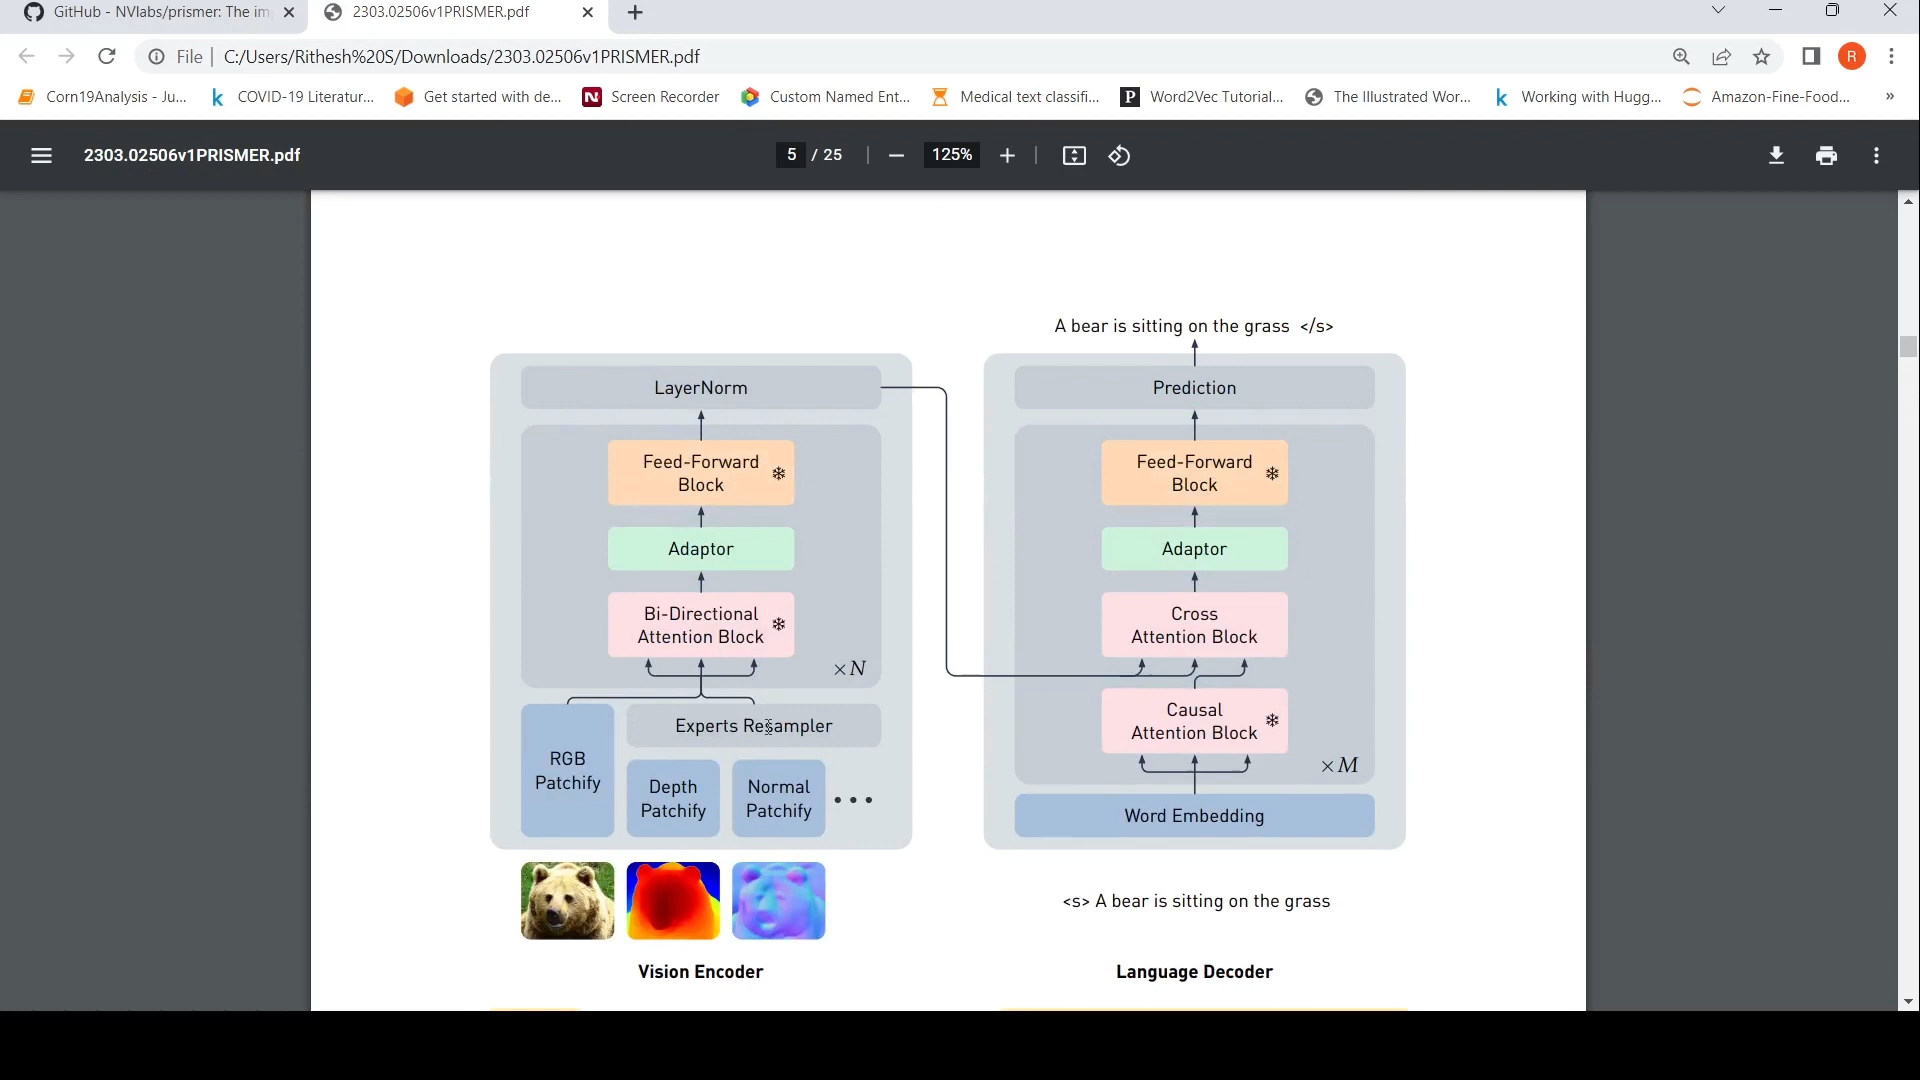 GitHub - NVlabs/prismer: The im
2303.02506v1PRISMER.pdf
File
C:/Users/Rithesh%20S/Downloads/2303.02506v1PRISMER.pdf
R
Corn19Analysis - Ju...
COVID-19 Literatur...
Get started with de...
Screen Recorder
Custom Named Ent...
Medical text classifi...
Word2Vec Tutorial...
The Illustrated Wor...
Working with Hugg...
Amazon-Fine-Food...
»
2303.02506v1PRISMER.pdf
5 / 25
125%
A bear is sitting on the grass </s>
LayerNorm
Feed-Forward
Block
Adaptor
Bi-Directional
Attention Block
×N
Experts Resampler
RGB
Patchify
Depth
Patchify
Normal
Patchify
Vision Encoder
Prediction
Feed-Forward
Block
Adaptor
Cross
Attention Block
Causal
Attention Block
×M
Word Embedding
<s> A bear is sitting on the grass
Language Decoder